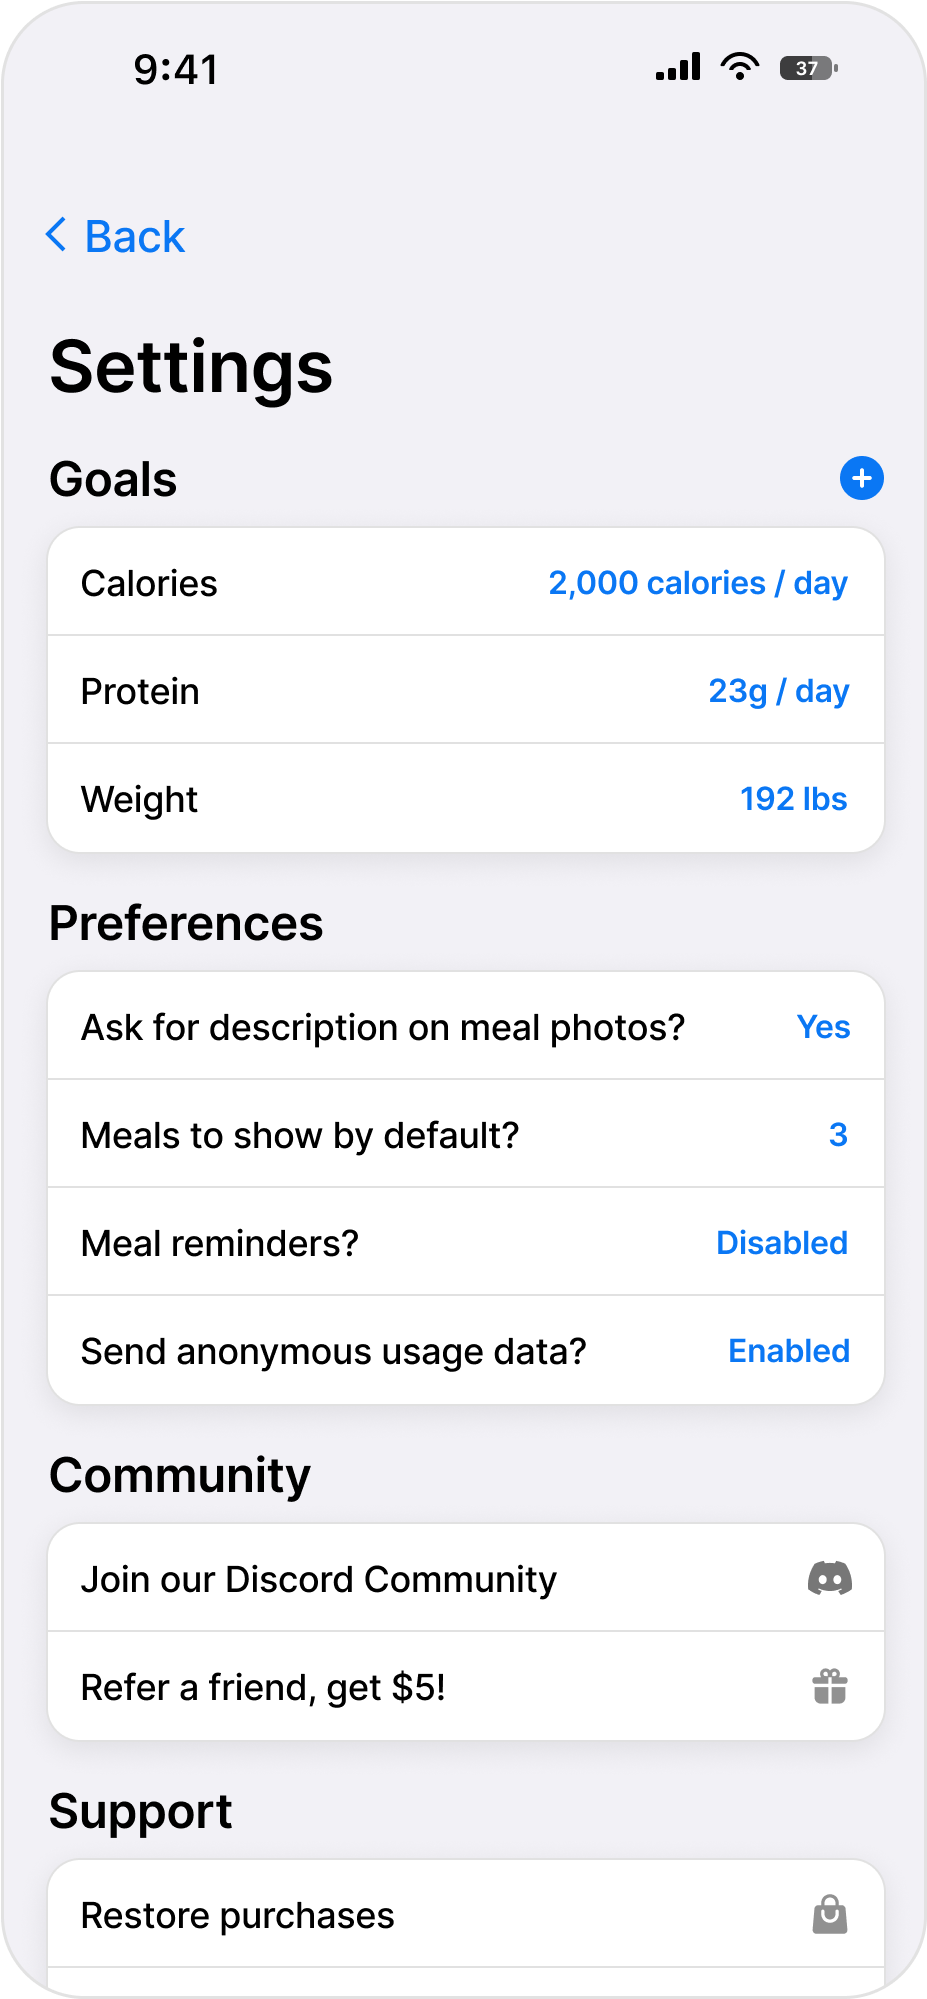 9:41
37
Back
Settings
Goals
Calories 2,000 calories / day
Protein 23g / day
Weight 192 lbs
Preferences
Ask for description on meal photos? Yes
Meals to show by default? 3
Meal reminders? Disabled
Send anonymous usage data? Enabled
Community
Join our Discord Community
Refer a friend, get $5!
Support
Restore purchases